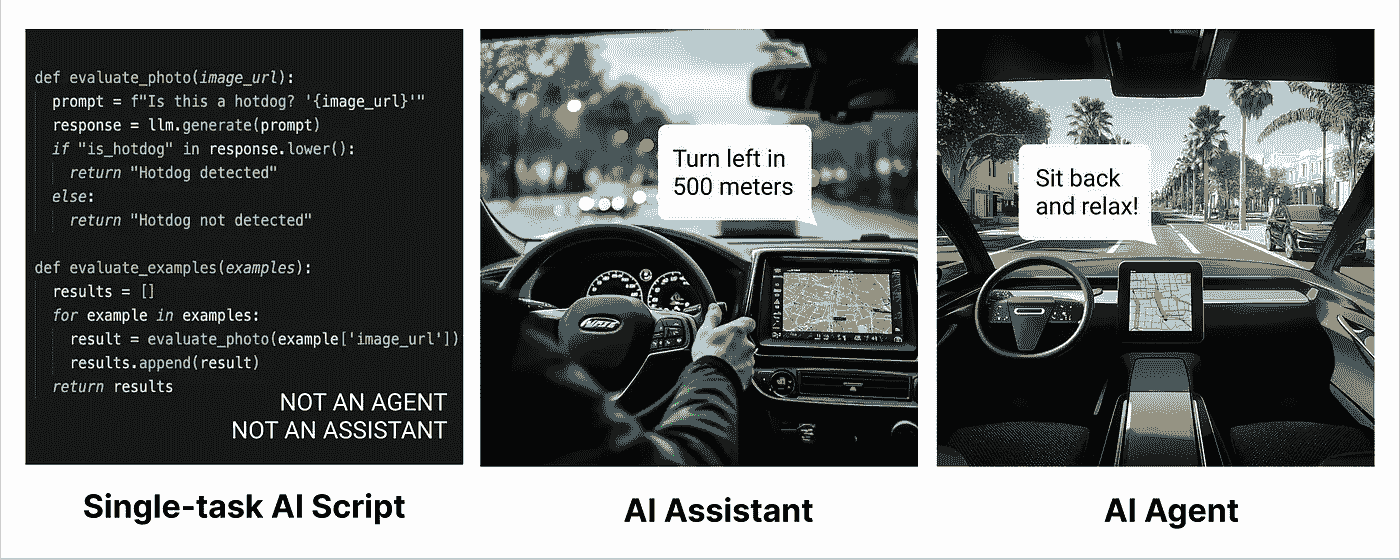 def evaluate_photo(image_url):
prompt = f"Is this a hotdog? '{image_url}'"
response = llm.generate(prompt)
if "is_hotdog" in response.lower():
return "Hotdog detected"
else:
return "Hotdog not detected"
def evaluate_examples(examples):
results = []
for example in examples:
result = evaluate_photo(example['image_url'])
results.append(result)
return results
NOT AN AGENT
NOT AN ASSISTANT
Single-task AI Script
Turn left in
500 meters
AI Assistant
Sit back
and relax!
AI Agent